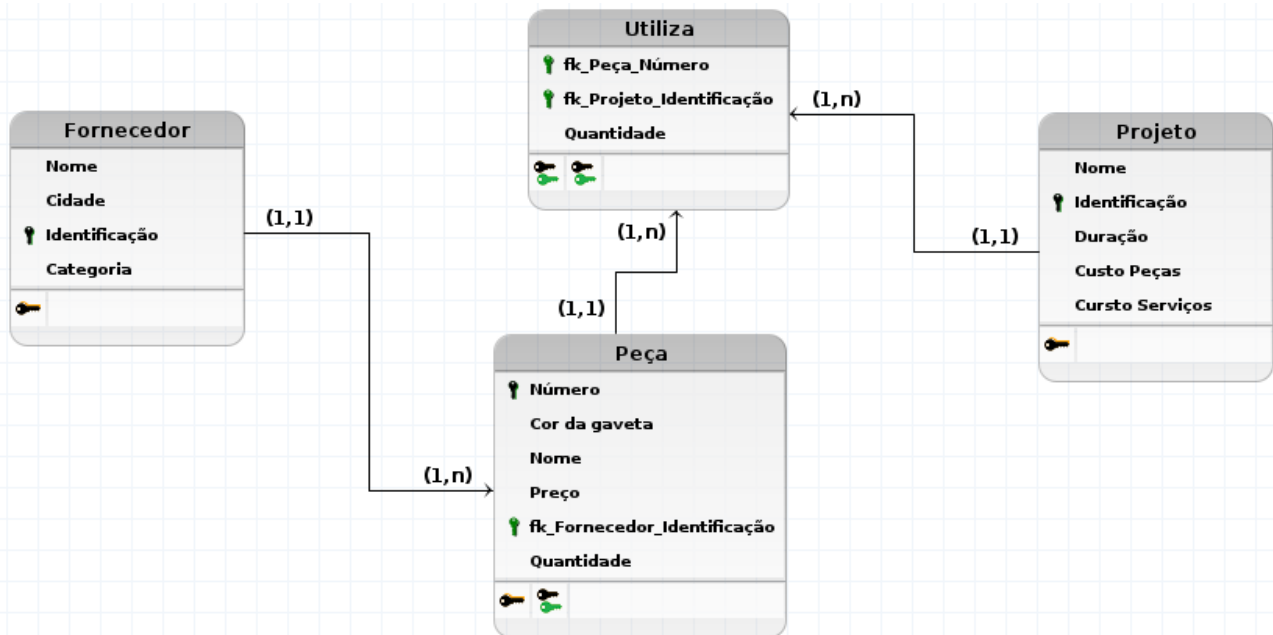 Utiliza
fk_Peça_Número
fk_Projeto_Identificação
Quantidade
(1,n)
Fornecedor
Nome
Cidade
Identificação
Categoria
(1,1)
Projeto
Nome
Identificação
Duração
Custo Peças
Cursto Serviços
(1,1)
(1,n)
(1,1)
Peça
Número
Cor da gaveta
Nome
Preço
fk_Fornecedor_Identificação
Quantidade
(1,n)